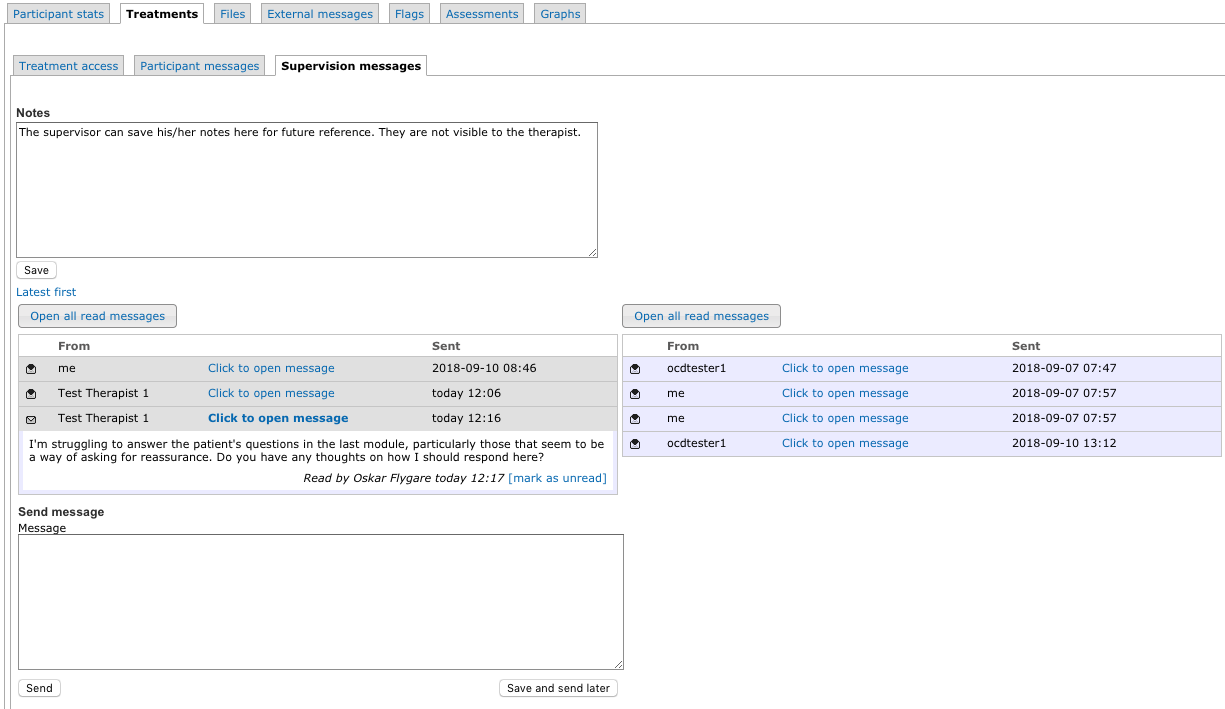 Participant stats Treatments Files External messages Flags Assessments Graphs
Treatment access Participant messages Supervision messages
Notes
The supervisor can save his/her notes here for future reference. They are not visible to the therapist.
Save
Latest first
Open all read messages
From Sent
me Click to open message 2018-09-10 08:46
Test Therapist 1 Click to open message today 12:06
Test Therapist 1 Click to open message today 12:16
I'm struggling to answer the patient's questions in the last module, particularly those that seem to be
a way of asking for reassurance. Do you have any thoughts on how I should respond here?
Read by Oskar Flygare today 12:17 [mark as unread]
Open all read messages
From Sent
ocdtester1 Click to open message 2018-09-07 07:47
me Click to open message 2018-09-07 07:57
me Click to open message 2018-09-07 07:57
ocdtester1 Click to open message 2018-09-10 13:12
Send message
Message
Send Save and send later